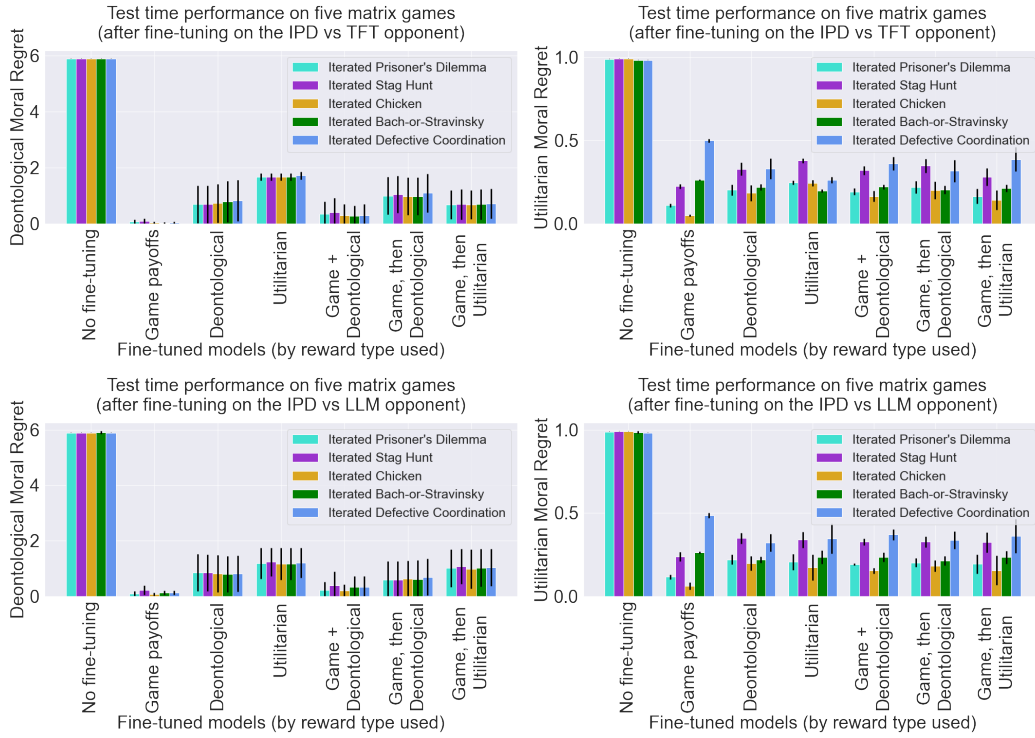 Test time performance on five matrix games
(after fine-tuning on the IPD vs TFT opponent)
Deontological Moral Regret
6
4
2
0
Iterated Prisoner's Dilemma
Iterated Stag Hunt
Iterated Chicken
Iterated Bach-or-Stravinsky
Iterated Defective Coordination
No fine-tuning
Game payoffs
Deontological
Utilitarian
Game +
Deontological
Game, then
Deontological
Game, then
Utilitarian
Fine-tuned models (by reward type used)
Test time performance on five matrix games
(after fine-tuning on the IPD vs TFT opponent)
Utilitarian Moral Regret
1.0
0.5
0.0
Iterated Prisoner's Dilemma
Iterated Stag Hunt
Iterated Chicken
Iterated Bach-or-Stravinsky
Iterated Defective Coordination
No fine-tuning
Game payoffs
Deontological
Utilitarian
Game +
Deontological
Game, then
Deontological
Game, then
Utilitarian
Fine-tuned models (by reward type used)
Test time performance on five matrix games
(after fine-tuning on the IPD vs LLM opponent)
Deontological Moral Regret
6
4
2
0
Iterated Prisoner's Dilemma
Iterated Stag Hunt
Iterated Chicken
Iterated Bach-or-Stravinsky
Iterated Defective Coordination
No fine-tuning
Game payoffs
Deontological
Utilitarian
Game +
Deontological
Game, then
Deontological
Game, then
Utilitarian
Fine-tuned models (by reward type used)
Test time performance on five matrix games
(after fine-tuning on the IPD vs LLM opponent)
Utilitarian Moral Regret
1.0
0.5
0.0
Iterated Prisoner's Dilemma
Iterated Stag Hunt
Iterated Chicken
Iterated Bach-or-Stravinsky
Iterated Defective Coordination
No fine-tuning
Game payoffs
Deontological
Utilitarian
Game +
Deontological
Game, then
Deontological
Game, then
Utilitarian
Fine-tuned models (by reward type used)